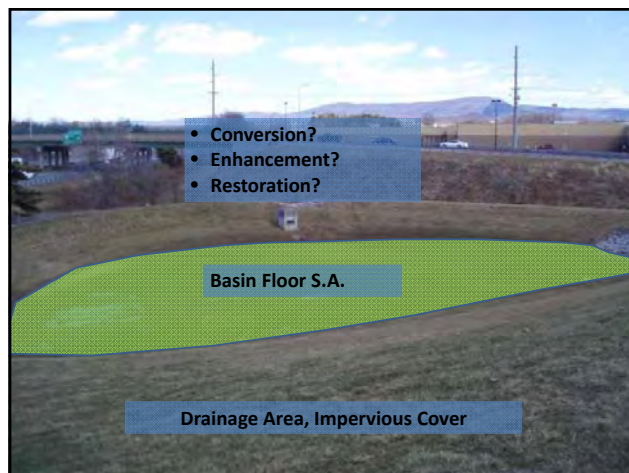 • Conversion?
• Enhancement?
• Restoration?
Basin Floor S.A.
Drainage Area, Impervious Cover